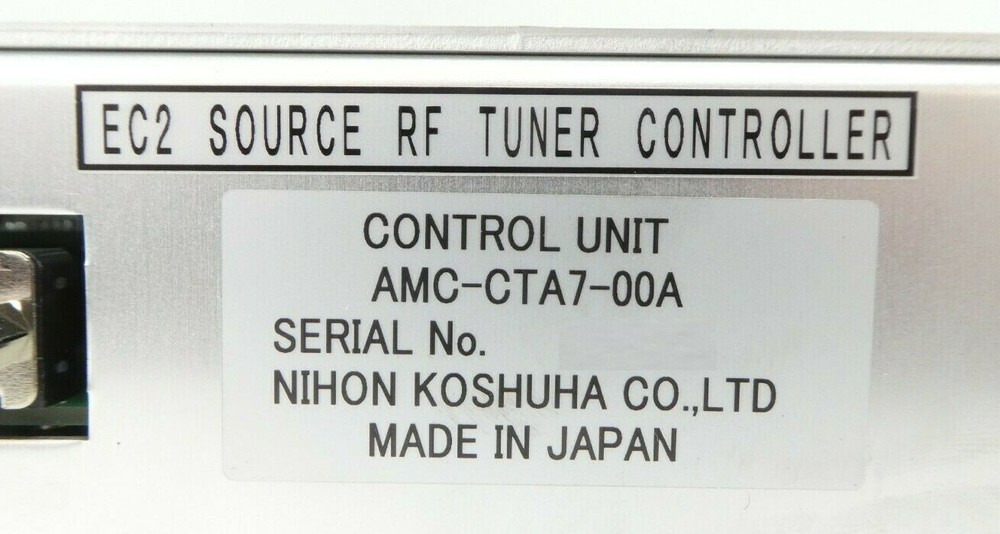 EC2 SOURCE RF TUNER CONTROLLER
CONTROL UNIT
AMC-CTA7-00A
SERIAL No.
NIHON KOSHUHA CO.,LTD
MADE IN JAPAN